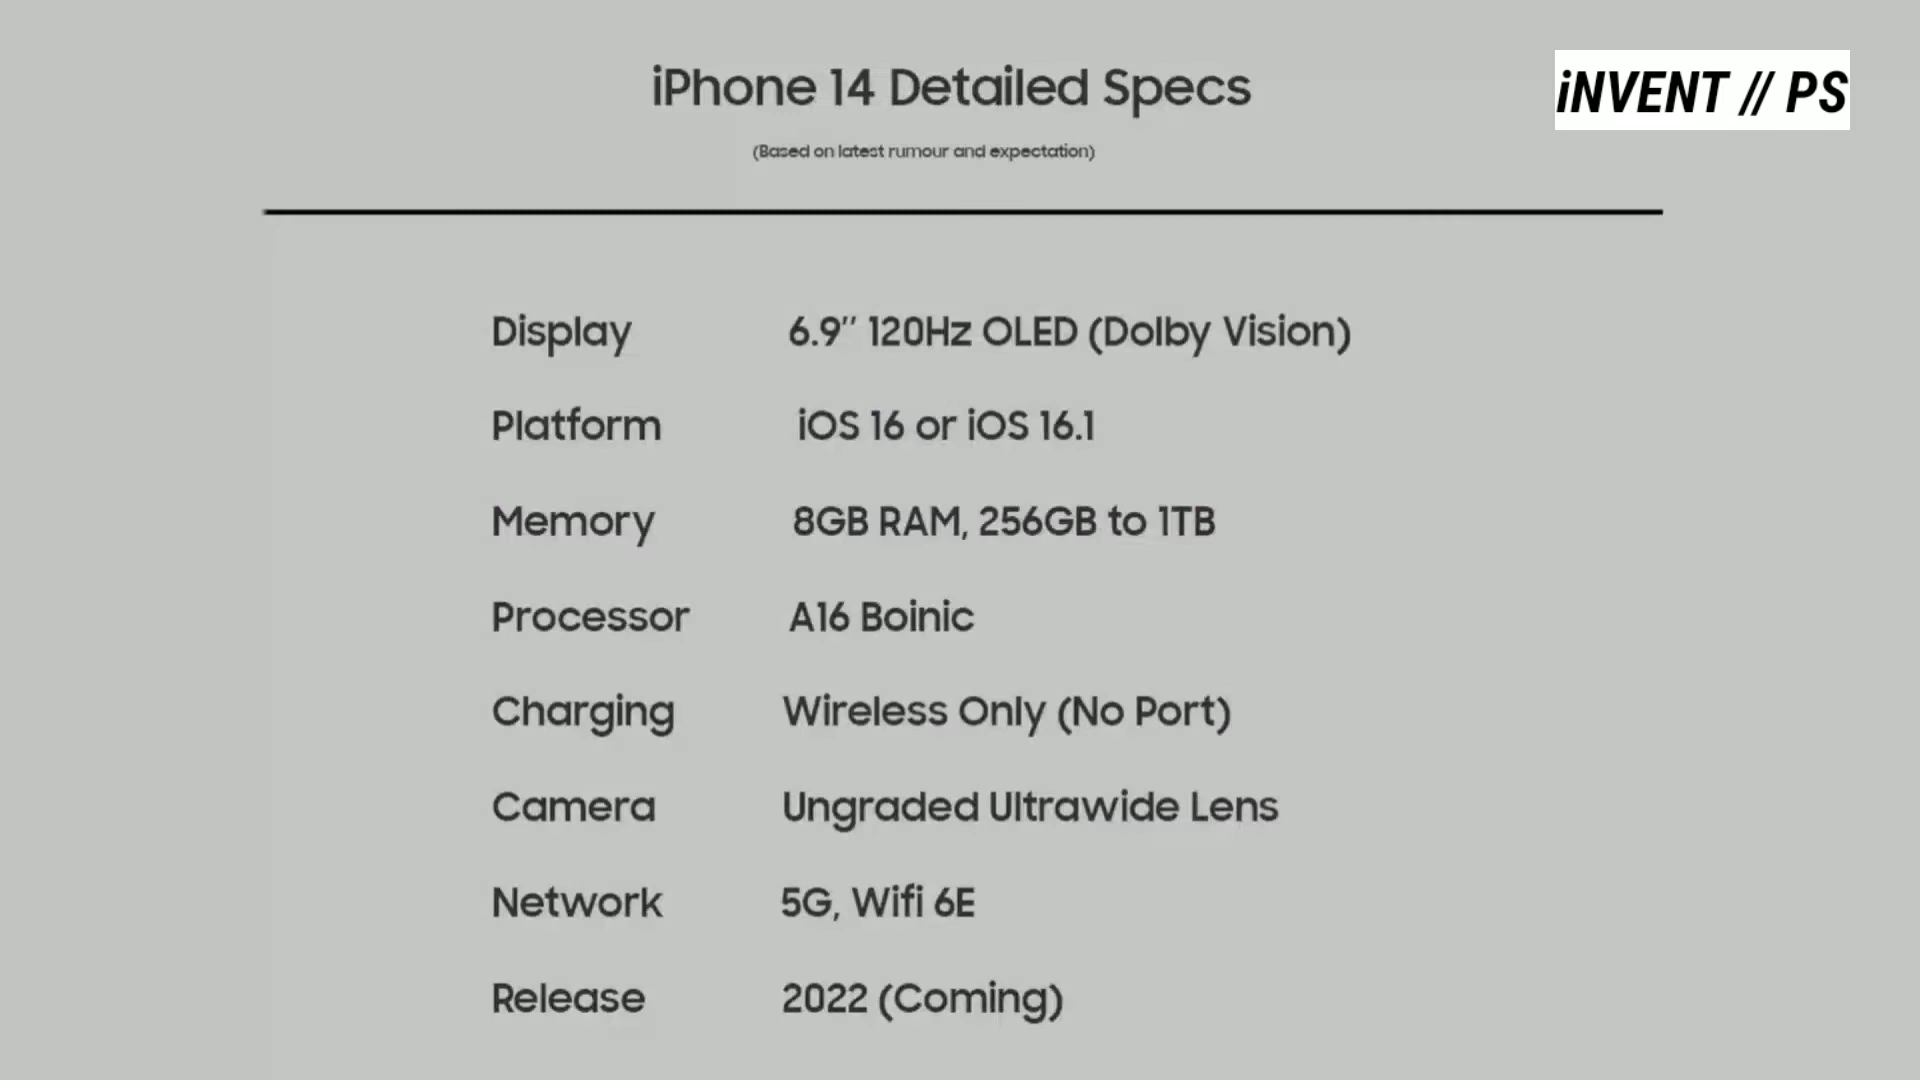 iPhone 14 Detailed Specs
iNVENT // PS
(Based on latest rumour and expectation)
Display 6.9″ 120Hz OLED (Dolby Vision)
Platform iOS 16 or iOS 16.1
Memory 8GB RAM, 256GB to 1TB
Processor A16 Boinic
Charging Wireless Only (No Port)
Camera Ungraded Ultrawide Lens
Network 5G, Wifi 6E
Release 2022 (Coming)